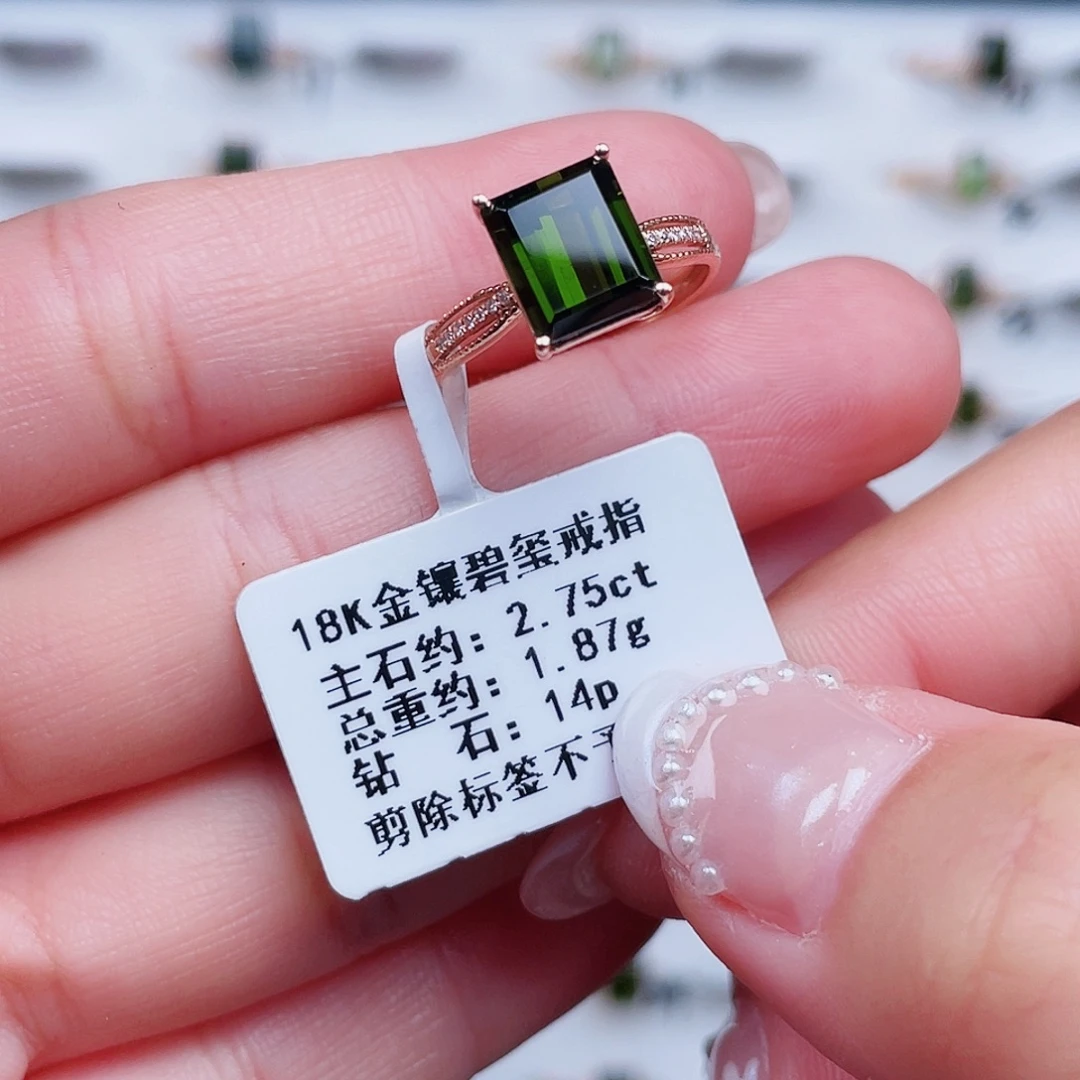 18K金镶碧玺戒指
主石约: 2.75ct
总重约: 1.87g
钻 石: 14p
剪除标签不